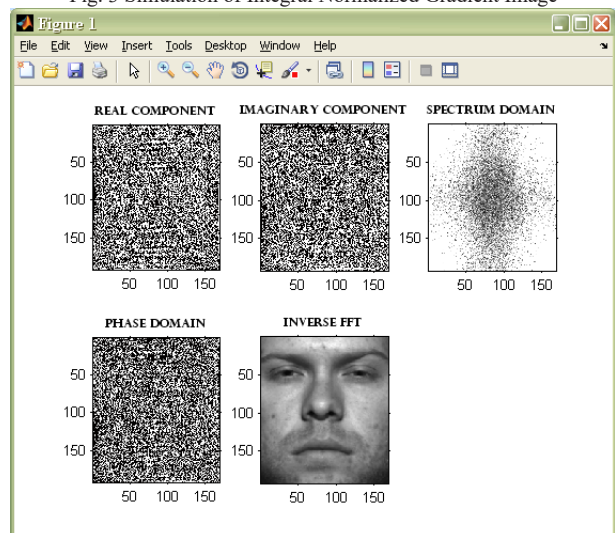 Fig. 5 Simulation of Integral Normalized Gradient Image
Figure 1
File Edit View Insert Tools Desktop Window Help
REAL COMPONENT IMAGINARY COMPONENT SPECTRUM DOMAIN
50 50 50
100 100 100
150 150 150
50 100 150 50 100 150 50 100 150
PHASE DOMAIN INVERSE FFT
50 50
100 100
150 150
50 100 150 50 100 150